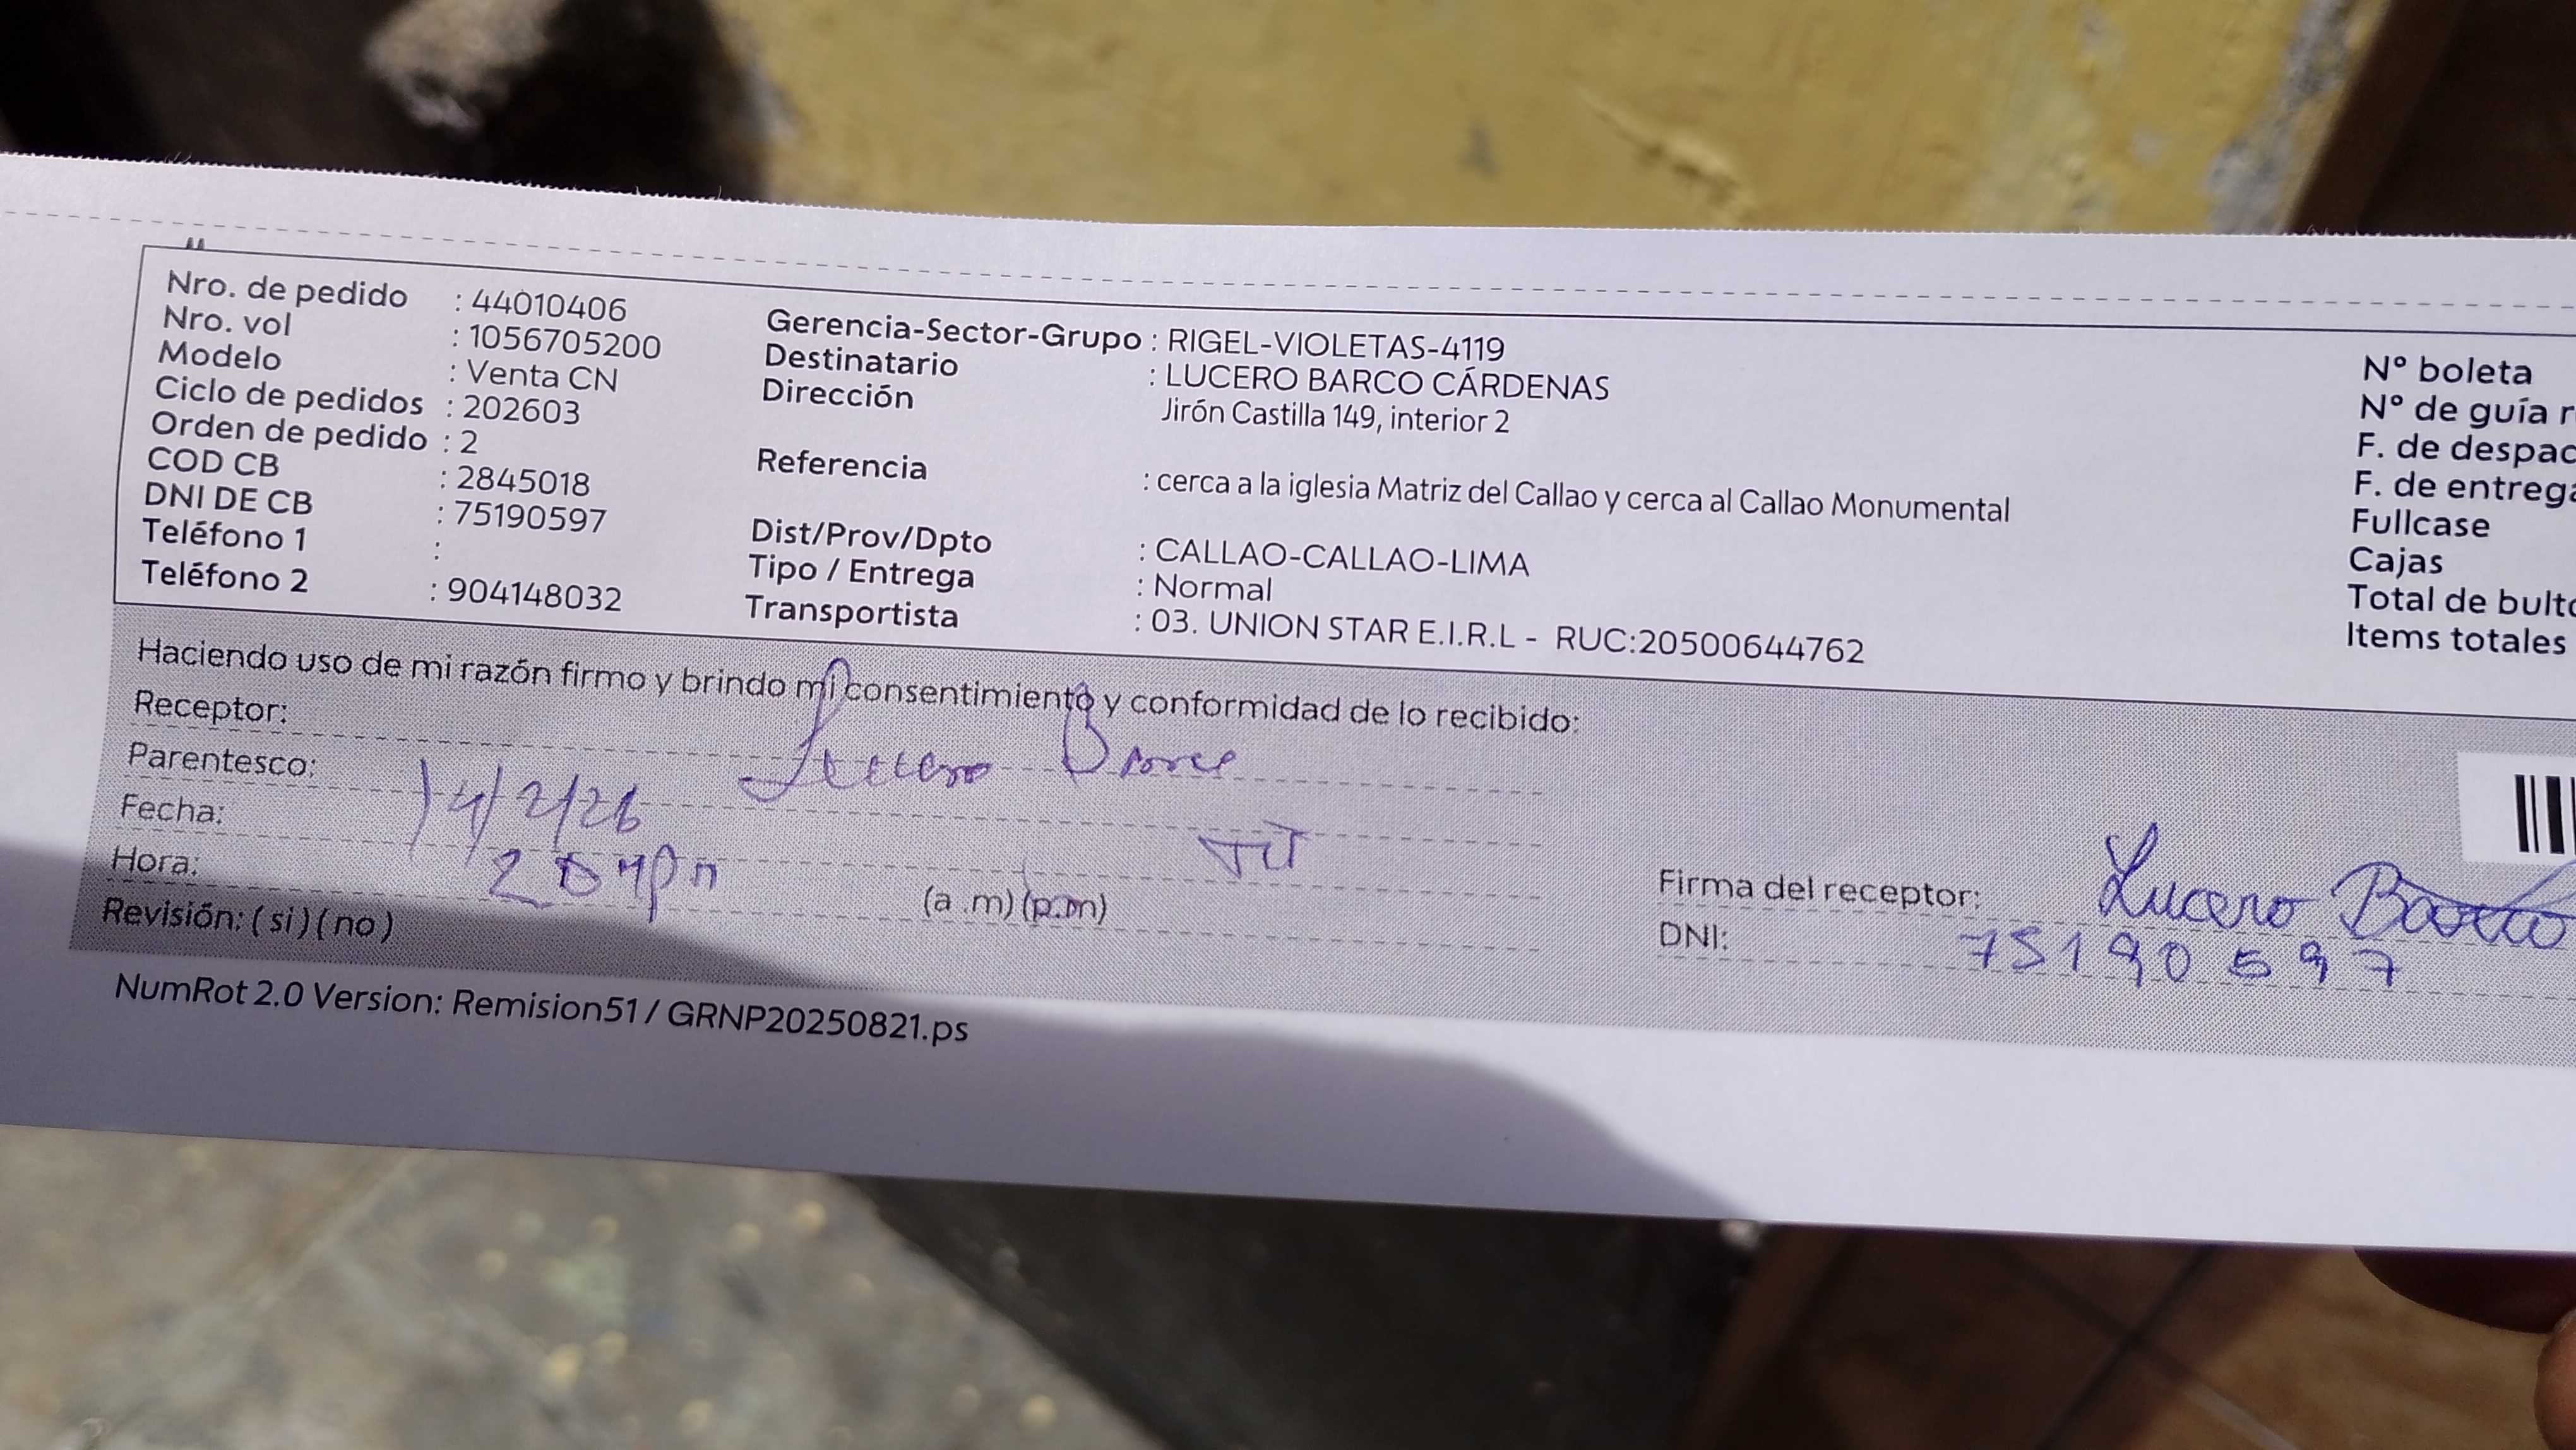 Nro. de pedido : 44010406
Nro. vol : 1056705200
Modelo : Venta CN
Ciclo de pedidos : 202603
Orden de pedido : 2
COD CB : 2845018
DNI DE CB : 75190597
Teléfono 1 :
Teléfono 2 : 904148032
Gerencia-Sector-Grupo : RIGEL-VIOLETAS-4119
Destinatario : LUCERO BARCO CÁRDENAS
Dirección Jirón Castilla 149, interior 2
Referencia : cerca a la iglesia Matriz del Callao y cerca al Callao Monumental
Dist/Prov/Dpto : CALLAO-CALLAO-LIMA
Tipo / Entrega : Normal
Transportista : 03. UNION STAR E.I.R.L - RUC:20500644762
Nº boleta
Nº de guía r
F. de despac
F. de entrega
Fullcase
Cajas
Total de bulto
Items totales
Haciendo uso de mi razón firmo y brindo mi consentimiento y conformidad de lo recibido:
Receptor: Lucero Barco
Parentesco:
Fecha: 14/2/26
Hora: (a .m) (p.m)
Revisión: ( si ) ( no )
Firma del receptor: Lucero Barco
DNI: 75190597
NumRot 2.0 Version: Remision51 / GRNP20250821.ps